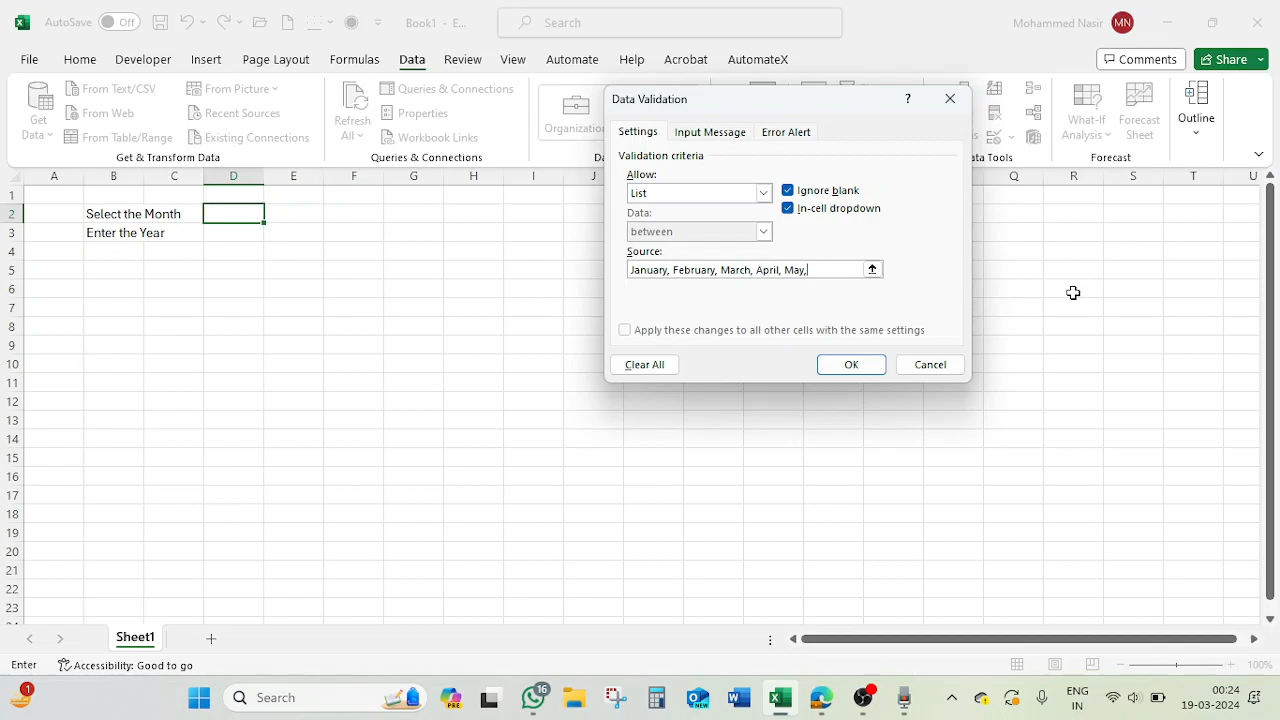 AutoSave Off Book1 - E... Search Mohammed Nasir MN
File Home Developer Insert Page Layout Formulas Data Review View Automate Help Acrobat AutomateX Comments Share
Get Data
From Text/CSV
From Web
From Table/Range
From Picture
Recent Sources
Existing Connections
Get & Transform Data
Refresh All
Queries & Connections
Properties
Workbook Links
Queries & Connections
Organizatio
Da
What-If Analysis
Forecast Sheet
Forecast
Outline
Data Validation ?
Settings Input Message Error Alert
Validation criteria
Allow:
List
Ignore blank
In-cell dropdown
Data:
between
Source:
January, February, March, April, May,
Apply these changes to all other cells with the same settings
Clear All OK Cancel
A B C D E F G H I J Q R S T U
1
2 Select the Month
3 Enter the Year
4
5
6
7
8
9
10
11
12
13
14
15
16
17
18
19
20
21
22
23
Sheet1
Enter Accessibility: Good to go 100%
1 Search PRE 16 NEW ENG IN 00:24 19-03-2024